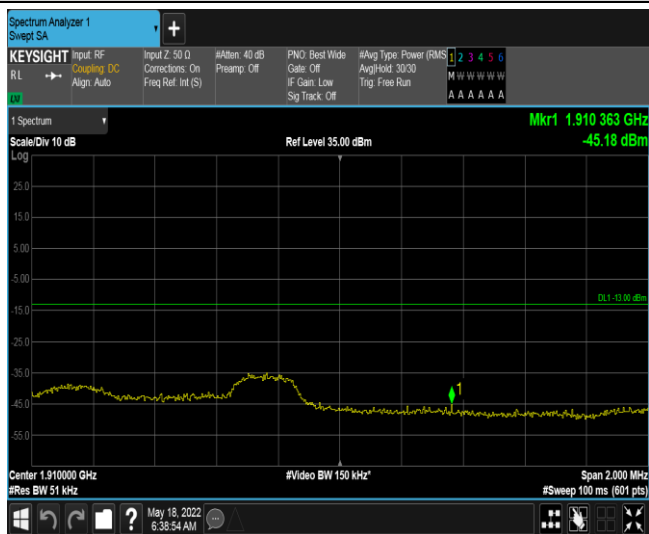 Spectrum Analyzer 1
Swept SA
+
KEYSIGHT
RL
Input: RF
Coupling: DC
Align: Auto
Input Z: 50 Ω
Corrections: On
Freq Ref: Int (S)
#Atten: 40 dB
Preamp: Off
PNO: Best Wide
Gate: Off
IF Gain: Low
Sig Track: Off
#Avg Type: Power (RMS
Avg|Hold: 30/30
Trig: Free Run
1 2 3 4 5 6
M W W W W W
A A A A A A
1 Spectrum
Mkr1 1.910 363 GHz
Scale/Div 10 dB
Ref Level 35.00 dBm
-45.18 dBm
Log
25.0
15.0
5.00
-5.00
DL1 -13.00 dBm
-15.0
-25.0
-35.0
1
-45.0
-55.0
Center 1.910000 GHz
#Video BW 150 kHz*
Span 2.000 MHz
#Res BW 51 kHz
#Sweep 100 ms (601 pts)
?
May 18, 2022
6:38:54 AM